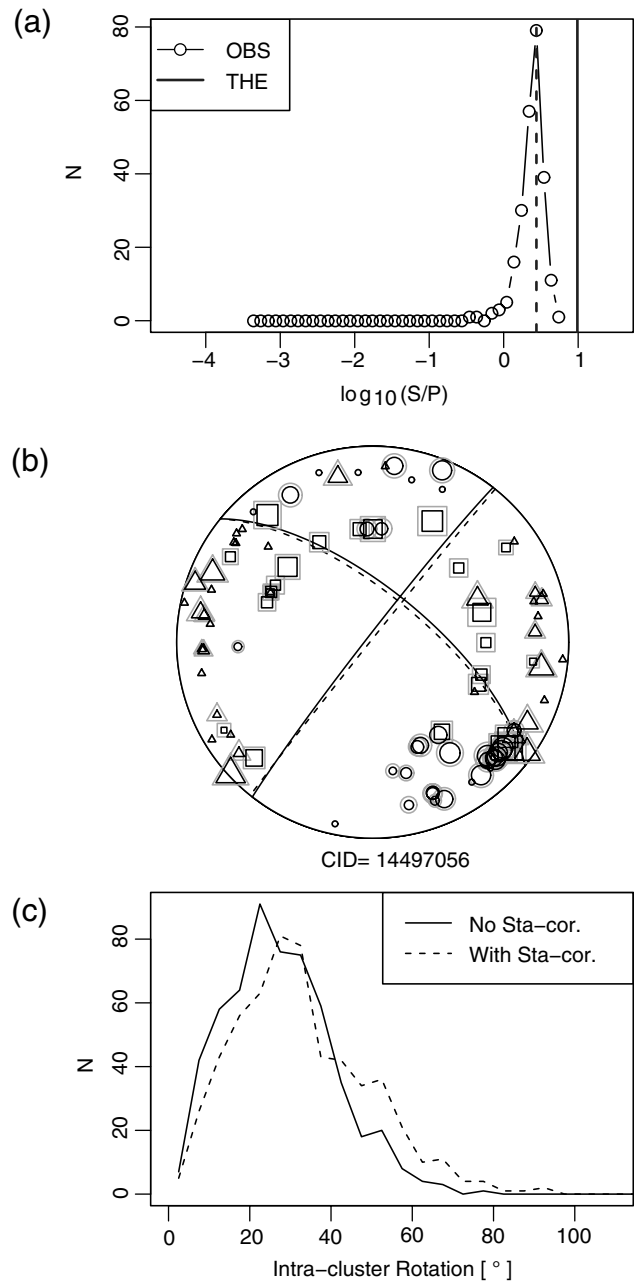 (a)
OBS
THE
N
0 20 40 60 80
−4 −3 −2 −1 0 1
log10(S/P)
(b)
CID= 14497056
(c)
No Sta−cor.
With Sta−cor.
N
0 20 40 60 80
0 20 40 60 80 100
Intra−cluster Rotation [ ° ]